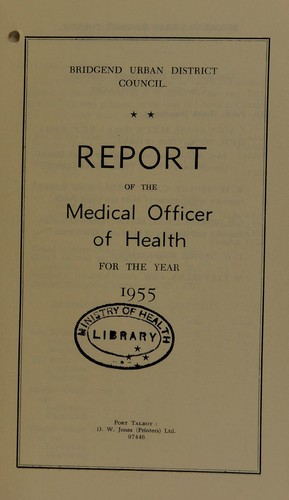 BRIDGEND URBAN DISTRICT
COUNCIL.
★ ★
REPORT
OF THE
Medical Officer
of Health
FOR THE YEAR
1955
MINISTRY OF HEALTH
LIBRARY
PORT TALBOT :
D. W. Jones (Printers) Ltd.
97446